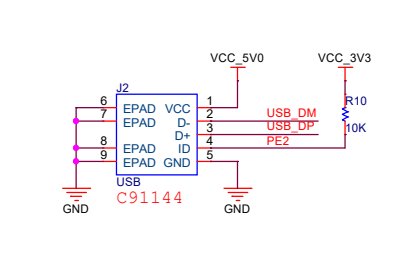 VCC_5V0
VCC_3V3
J2
R10
6 EPAD VCC 1
7 EPAD D- 2 USB_DM
D+ 3 USB_DP
10K
8 EPAD ID 4 PE2
9 EPAD GND 5
USB
C91144
GND
GND